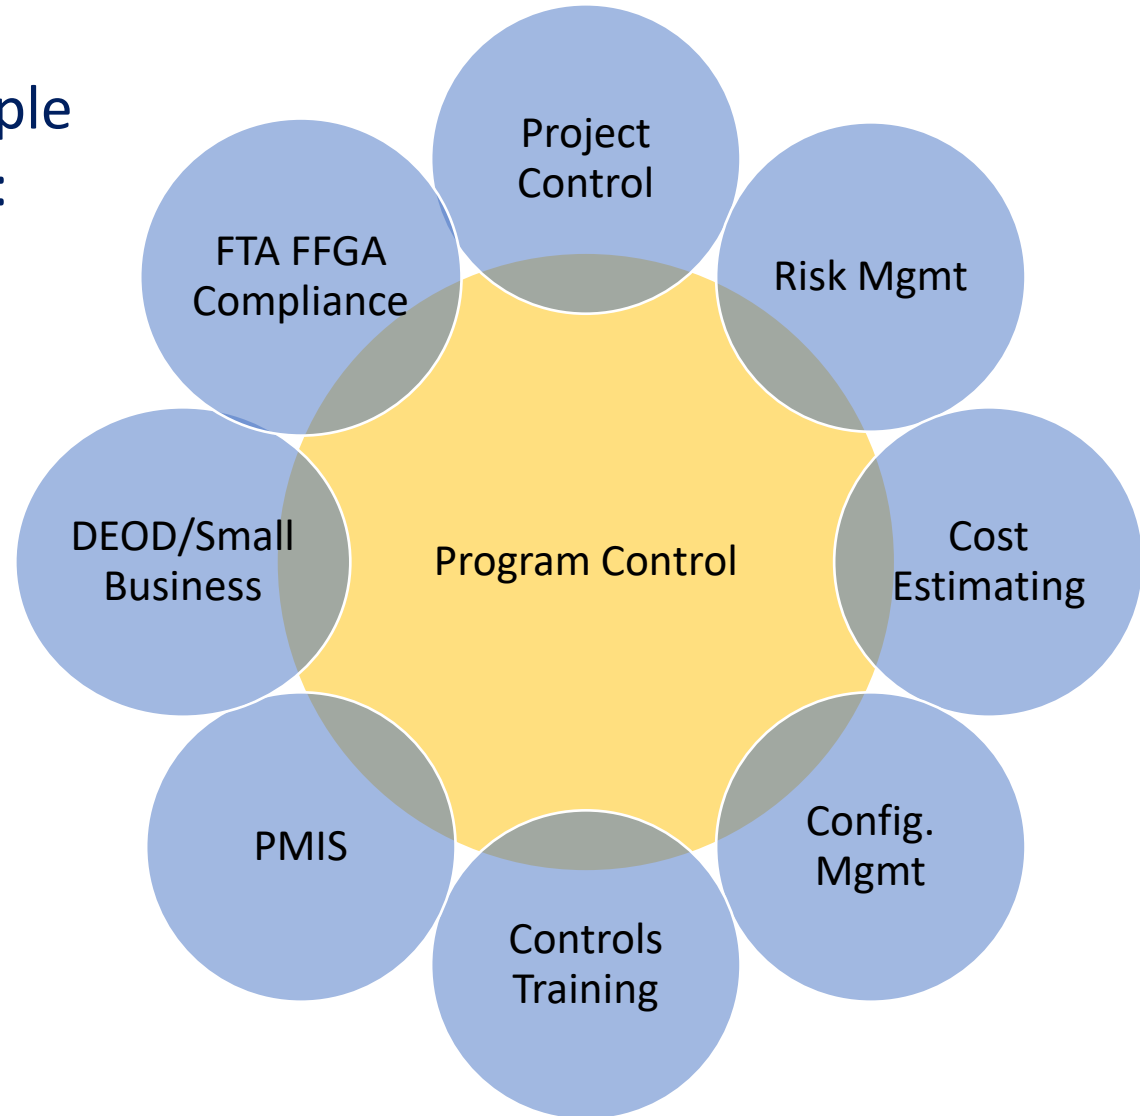 Project
Control
FTA FFGA
Compliance
Risk Mgmt
DEOD/Small
Business
Program Control
Cost
Estimating
PMIS
Config.
Mgmt
Controls
Training